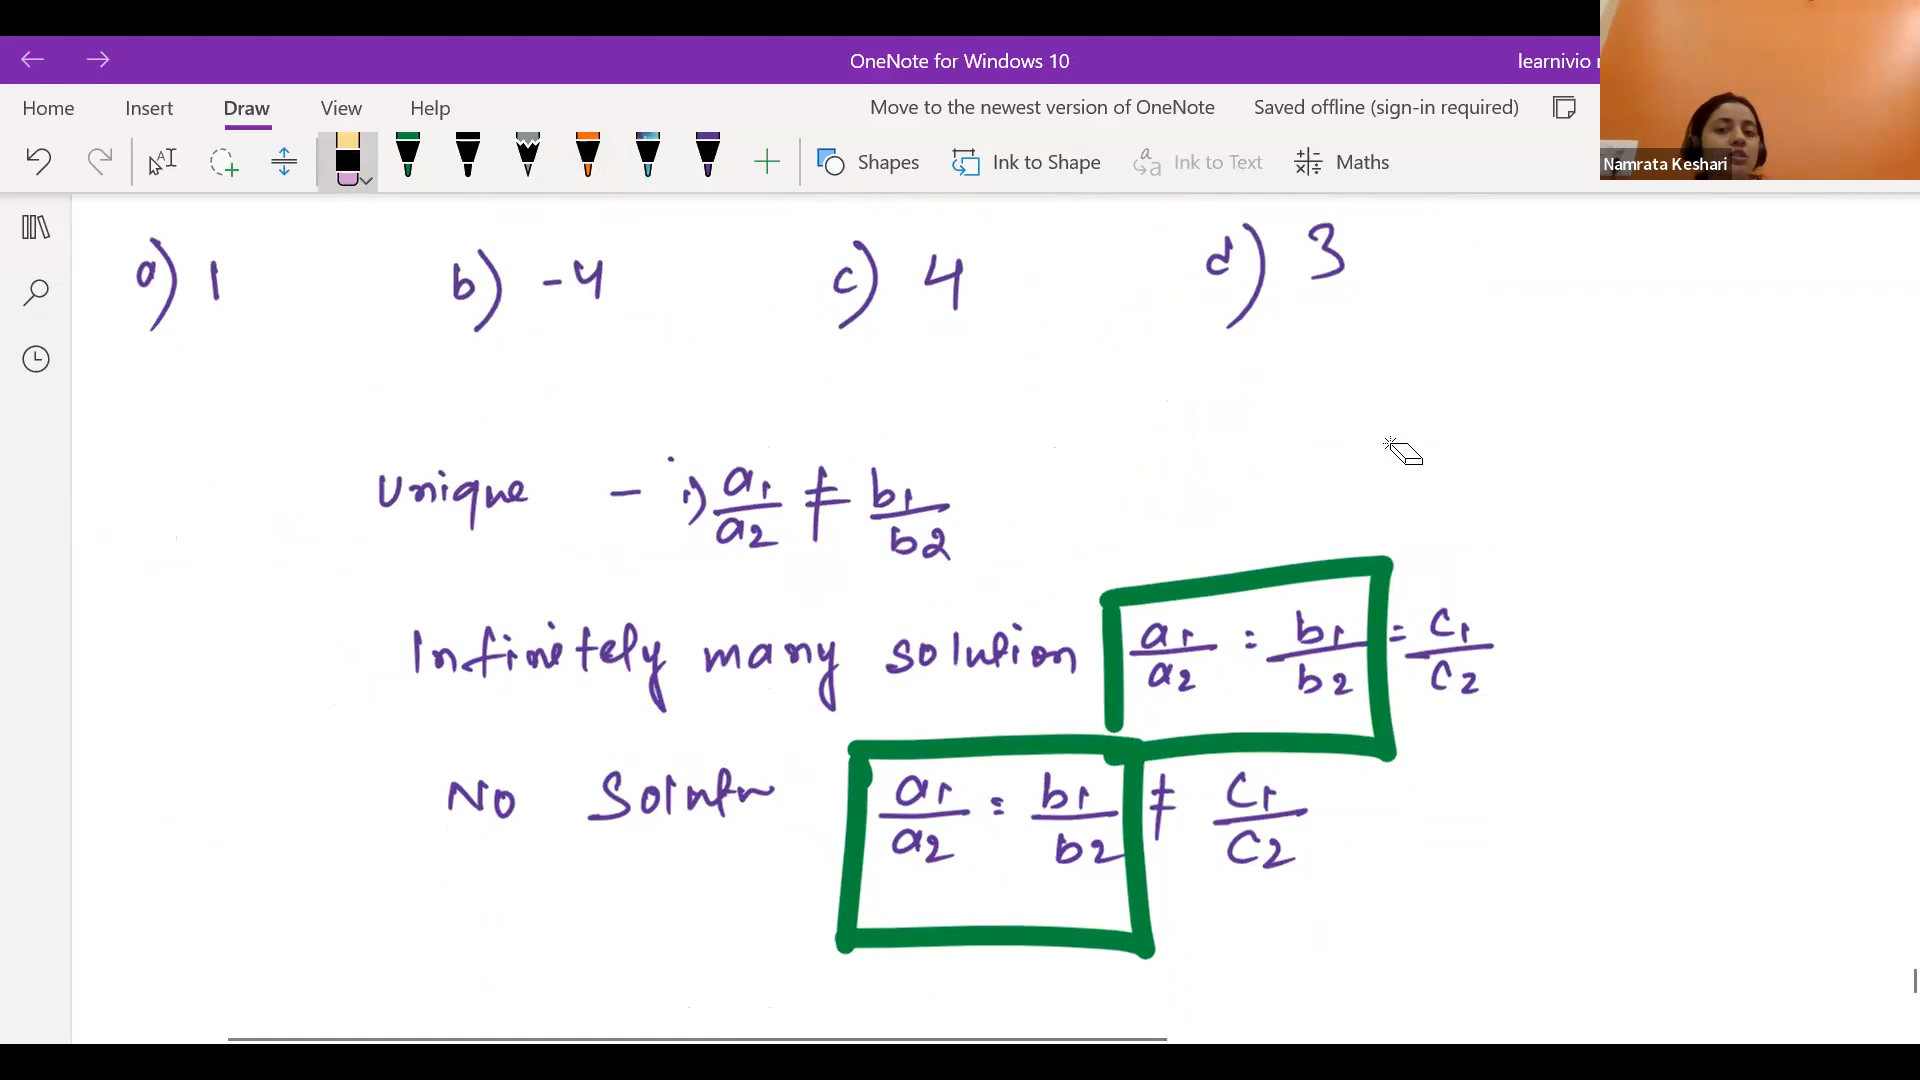 OneNote for Windows 10
learnivio
Home Insert Draw View Help
Move to the newest version of OneNote Saved offline (sign-in required)
Shapes Ink to Shape Ink to Text Maths
Namrata Keshari
a) 1 b) -4 c) 4 d) 3
Unique - i) a1/a2 ≠ b1/b2
Infinitely many solution a1/a2 = b1/b2 = c1/c2
No a1/a2 = b1/b2 ≠ c1/c2